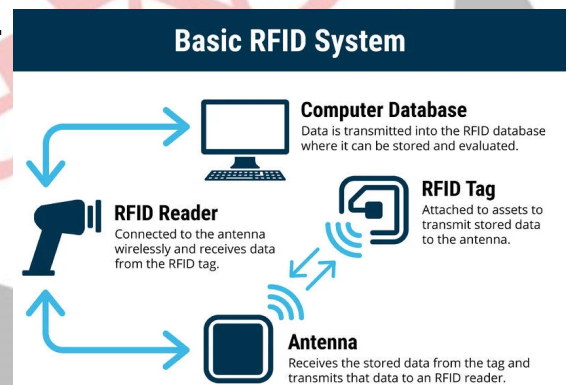 Basic RFID System
Computer Database
Data is transmitted into the RFID database
where it can be stored and evaluated.
RFID Tag
Attached to assets to
transmit stored data
to the antenna.
RFID Reader
Connected to the antenna
wirelessly and receives data
from the RFID tag.
Antenna
Receives the stored data from the tag and
transmits that data to an RFID reader.